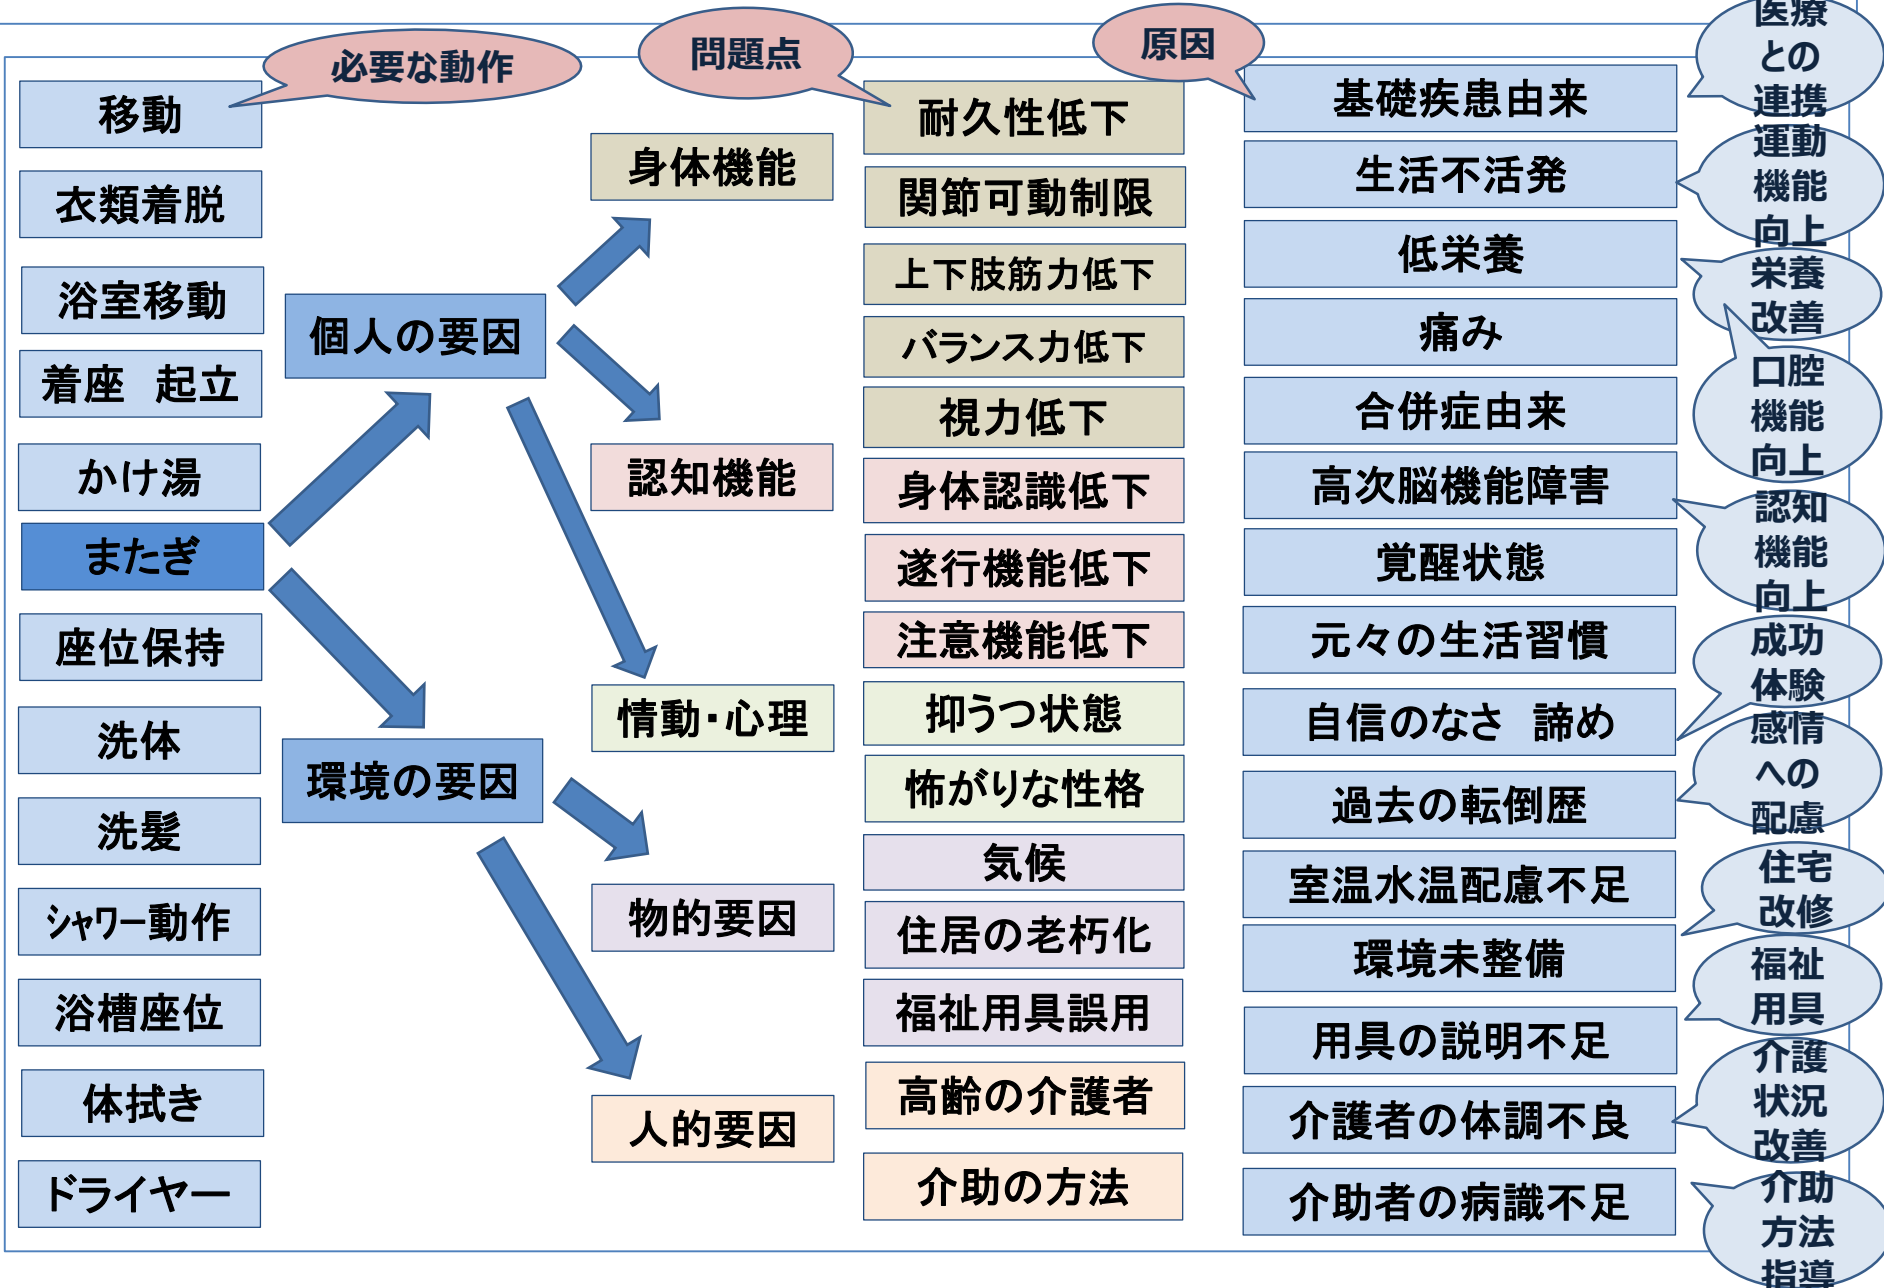 必要な動作
移動
衣類着脱
浴室移動
着座　起立
かけ湯
またぎ
座位保持
洗体
洗髪
シャワー動作
浴槽座位
体拭き
ドライヤー
個人の要因
環境の要因
身体機能
認知機能
情動・心理
物的要因
人的要因
問題点
耐久性低下
関節可動制限
上下肢筋力低下
バランス力低下
視力低下
身体認識低下
遂行機能低下
注意機能低下
抑うつ状態
怖がりな性格
気候
住居の老朽化
福祉用具誤用
高齢の介護者
介助の方法
原因
基礎疾患由来
生活不活発
低栄養
痛み
合併症由来
高次脳機能障害
覚醒状態
元々の生活習慣
自信のなさ　諦め
過去の転倒歴
室温水温配慮不足
環境未整備
用具の説明不足
介護者の体調不良
介助者の病識不足
医療
との
連携
運動
機能
向上
栄養
改善
口腔
機能
向上
認知
機能
向上
成功
体験
感情
への
配慮
住宅
改修
福祉
用具
介護
状況
改善
介助
方法
指導